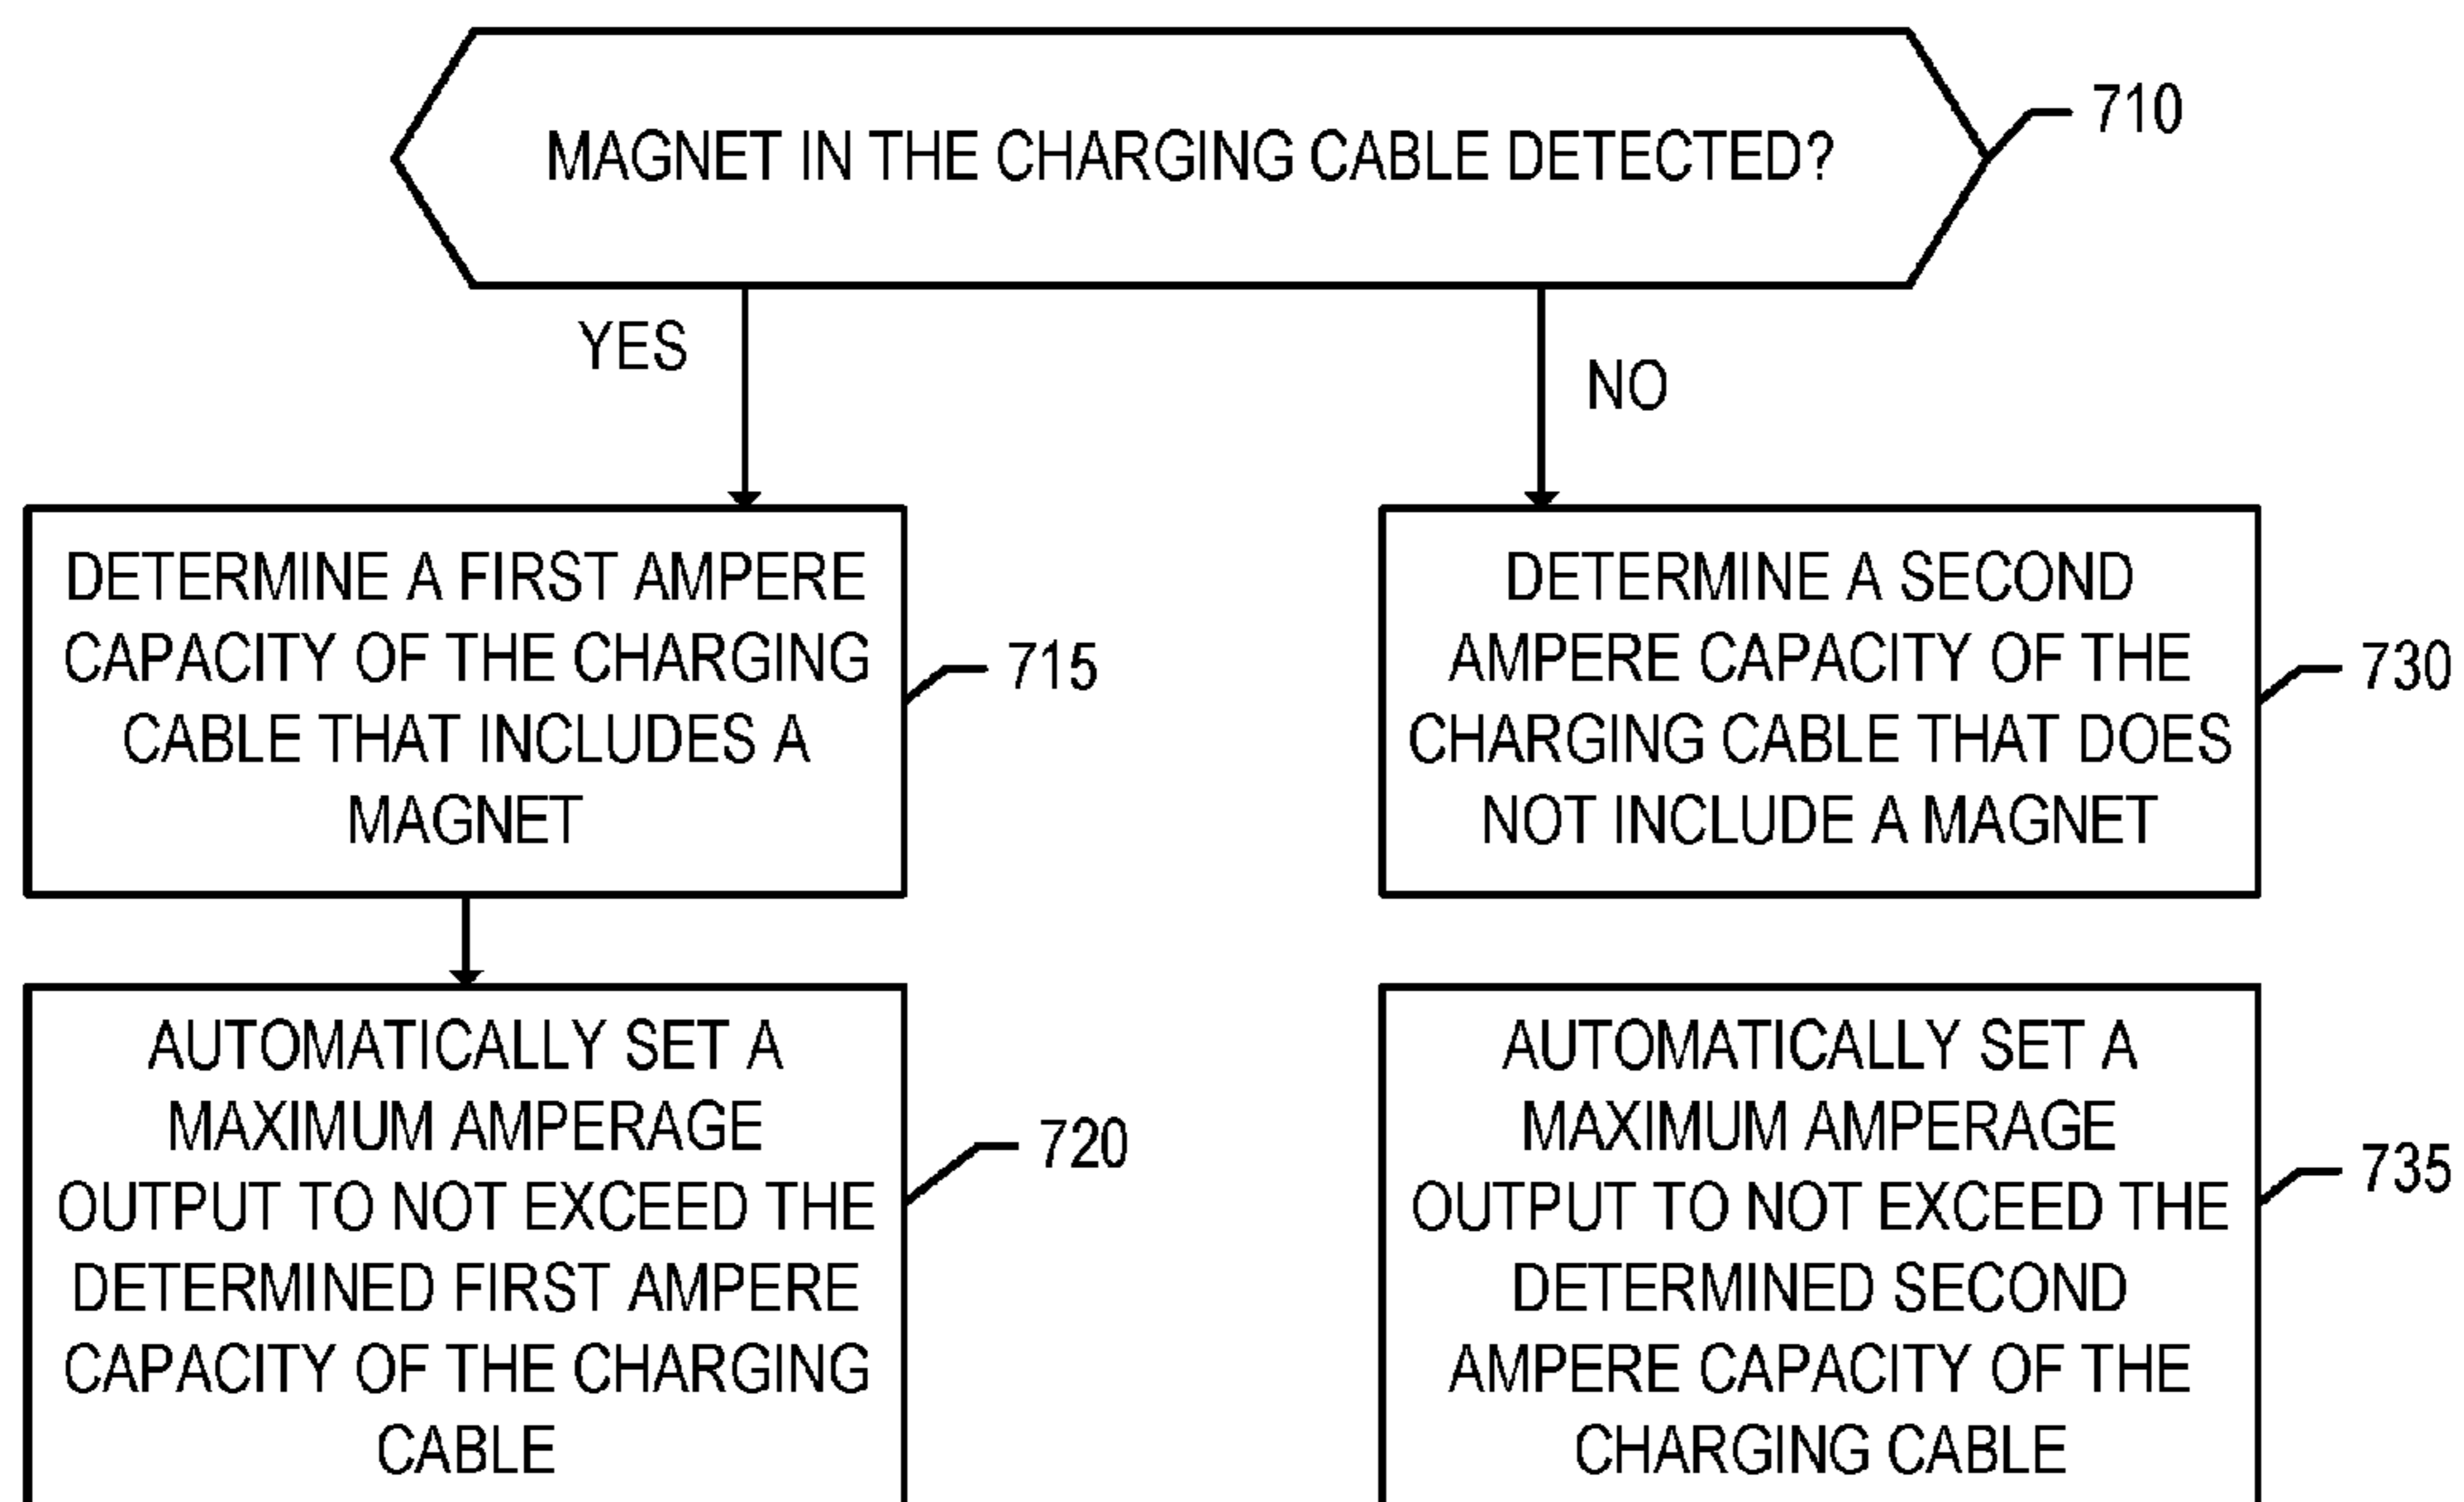 MAGNET IN THE CHARGING CABLE DETECTED?
710
YES
NO
DETERMINE A FIRST AMPERE
CAPACITY OF THE CHARGING
CABLE THAT INCLUDES A
MAGNET
715
DETERMINE A SECOND
AMPERE CAPACITY OF THE
CHARGING CABLE THAT DOES
NOT INCLUDE A MAGNET
730
AUTOMATICALLY SET A
MAXIMUM AMPERAGE
OUTPUT TO NOT EXCEED THE
DETERMINED FIRST AMPERE
CAPACITY OF THE CHARGING
CABLE
720
AUTOMATICALLY SET A
MAXIMUM AMPERAGE
OUTPUT TO NOT EXCEED THE
DETERMINED SECOND
AMPERE CAPACITY OF THE
CHARGING CABLE
735